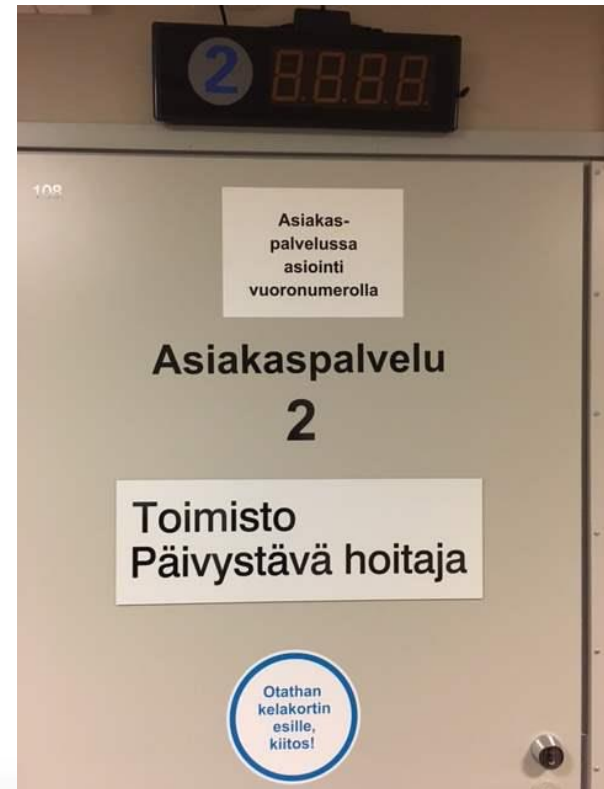 2
108
Asiakas-
palvelussa
asiointi
vuoronumerolla
Asiakaspalvelu
2
Toimisto
Päivystävä hoitaja
Otathan
kelakortin
esille,
kiitos!